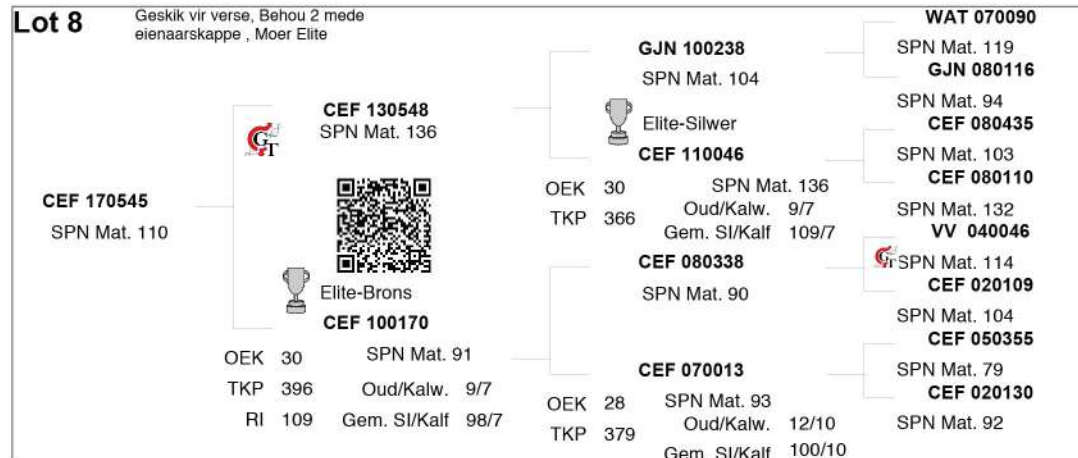 Lot 8
Geskik vir verse, Behou 2 mede
eienaarskappe , Moer Elite
CEF 170545
SPN Mat. 110
GT
CEF 130548
SPN Mat. 136
Elite-Brons
CEF 100170
OEK 30 SPN Mat. 91
TKP 396 Oud/Kalw. 9/7
RI 109 Gem. SI/Kalf 98/7
GJN 100238
SPN Mat. 104
Elite-Silwer
CEF 110046
OEK 30 SPN Mat. 136
TKP 366 Oud/Kalw. 9/7
Gem. SI/Kalf 109/7
CEF 080338
SPN Mat. 90
CEF 070013
OEK 28 SPN Mat. 93
TKP 379 Oud/Kalw. 12/10
Gem. SI/Kalf 100/10
WAT 070090
SPN Mat. 119
GJN 080116
SPN Mat. 94
CEF 080435
SPN Mat. 103
CEF 080110
SPN Mat. 132
VV 040046
GT
SPN Mat. 114
CEF 020109
SPN Mat. 104
CEF 050355
SPN Mat. 79
CEF 020130
SPN Mat. 92